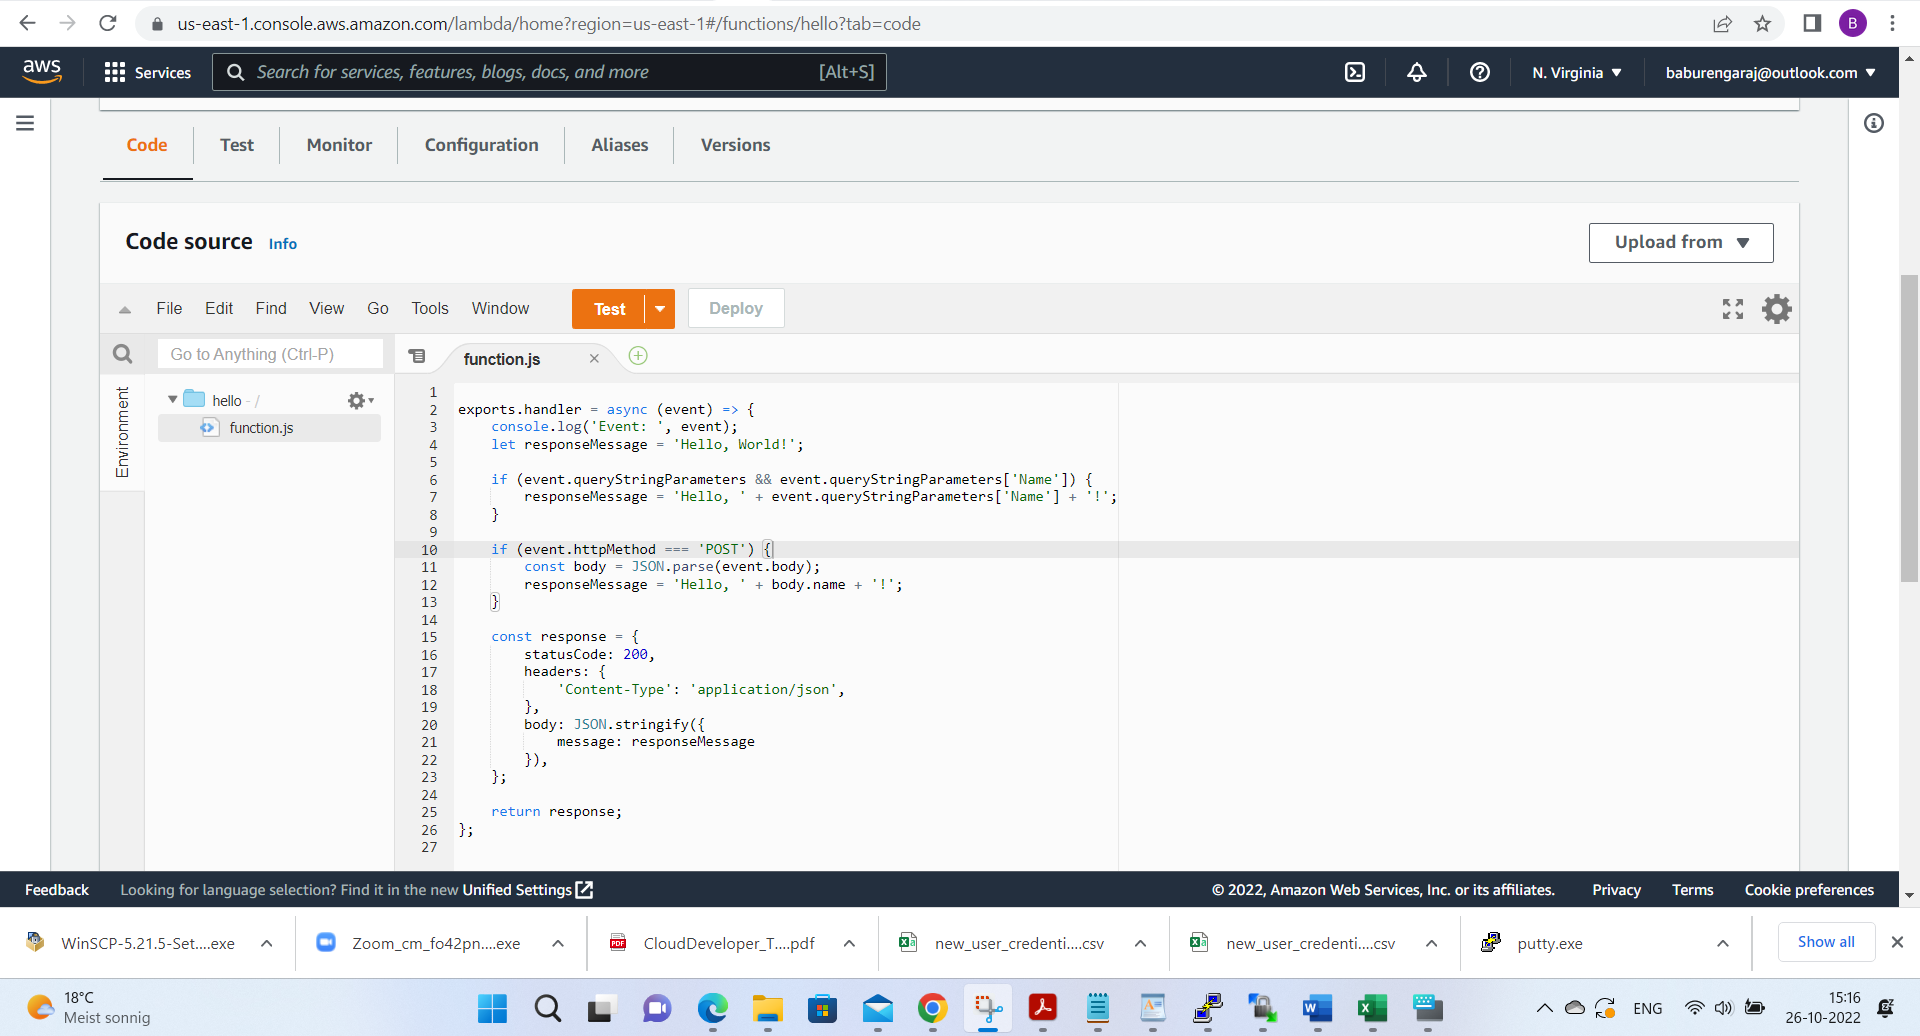 us-east-1.console.aws.amazon.com/lambda/home?region=us-east-1#/functions/hello?tab=code
B
aws Services Search for services, features, blogs, docs, and more [Alt+S] N. Virginia ▼ baburengaraj@outlook.com ▼
Code Test Monitor Configuration Aliases Versions
Code source Info Upload from ▼
File Edit Find View Go Tools Window Test Deploy
Go to Anything (Ctrl-P) function.js
Environment
hello - /
function.js
1
2 exports.handler = async (event) => {
3 console.log('Event: ', event);
4 let responseMessage = 'Hello, World!';
5
6 if (event.queryStringParameters && event.queryStringParameters['Name']) {
7 responseMessage = 'Hello, ' + event.queryStringParameters['Name'] + '!';
8 }
9
10 if (event.httpMethod === 'POST') {
11 const body = JSON.parse(event.body);
12 responseMessage = 'Hello, ' + body.name + '!';
13 }
14
15 const response = {
16 statusCode: 200,
17 headers: {
18 'Content-Type': 'application/json',
19 },
20 body: JSON.stringify({
21 message: responseMessage
22 }),
23 };
24
25 return response;
26 };
27
Feedback Looking for language selection? Find it in the new Unified Settings © 2022, Amazon Web Services, Inc. or its affiliates. Privacy Terms Cookie preferences
WinSCP-5.21.5-Set....exe Zoom_cm_fo42pn....exe CloudDeveloper_T....pdf new_user_credenti....csv new_user_credenti....csv putty.exe Show all
18°C
Meist sonnig
ENG
15:16
26-10-2022